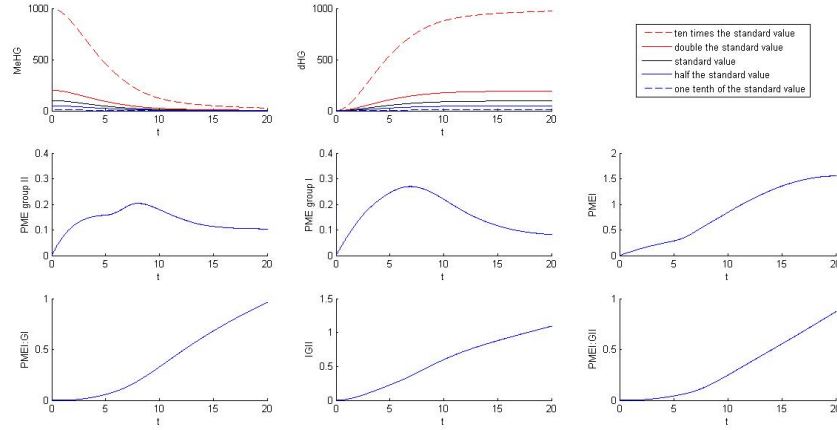 1000
500
0
MeHG
0 5 10 15 20
t
1000
500
0
dHG
0 5 10 15 20
t
ten times the standard value
double the standard value
standard value
half the standard value
one tenth of the standard value
0.4
0.3
0.2
0.1
0
PME group II
0 5 10 15 20
t
0.4
0.3
0.2
0.1
0
PME group I
0 5 10 15 20
t
2
1.5
1
0.5
0
PMEI
0 5 10 15 20
t
1
0.5
0
PMEI:GI
0 5 10 15 20
t
1.5
1
0.5
0
IGII
0 5 10 15 20
t
1
0.5
0
PMEI:GII
0 5 10 15 20
t